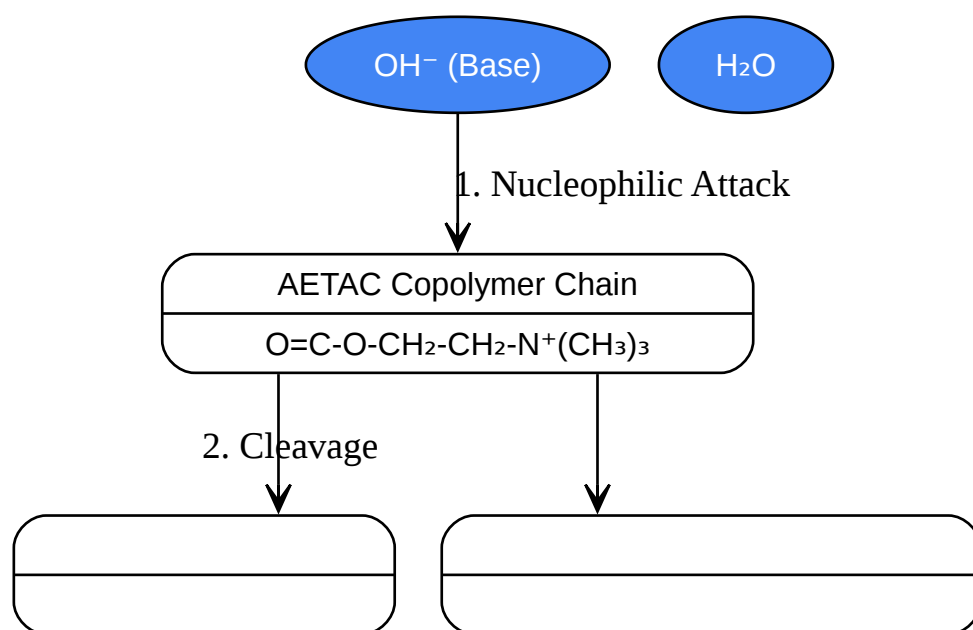 OH⁻ (Base)
H₂O
1. Nucleophilic Attack
AETAC Copolymer Chain
O=C-O-CH₂-CH₂-N⁺(CH₃)₃
2. Cleavage